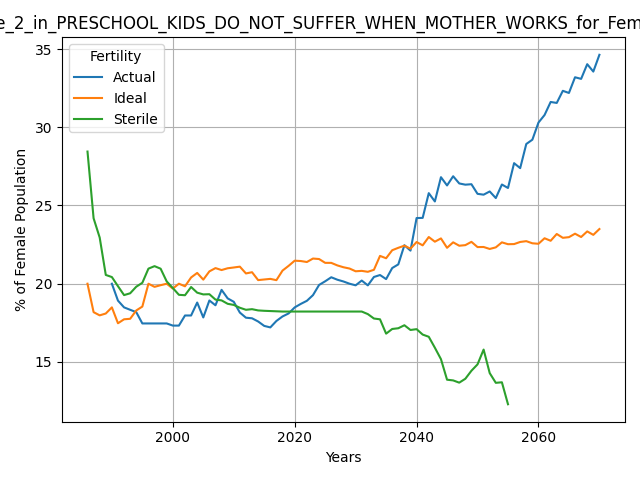 e_2_in_PRESCHOOL_KIDS_DO_NOT_SUFFER_WHEN_MOTHER_WORKS_for_Fem
35
30
25
20
15
% of Female Population
Fertility
Actual
Ideal
Sterile
2000
2020
2040
2060
Years